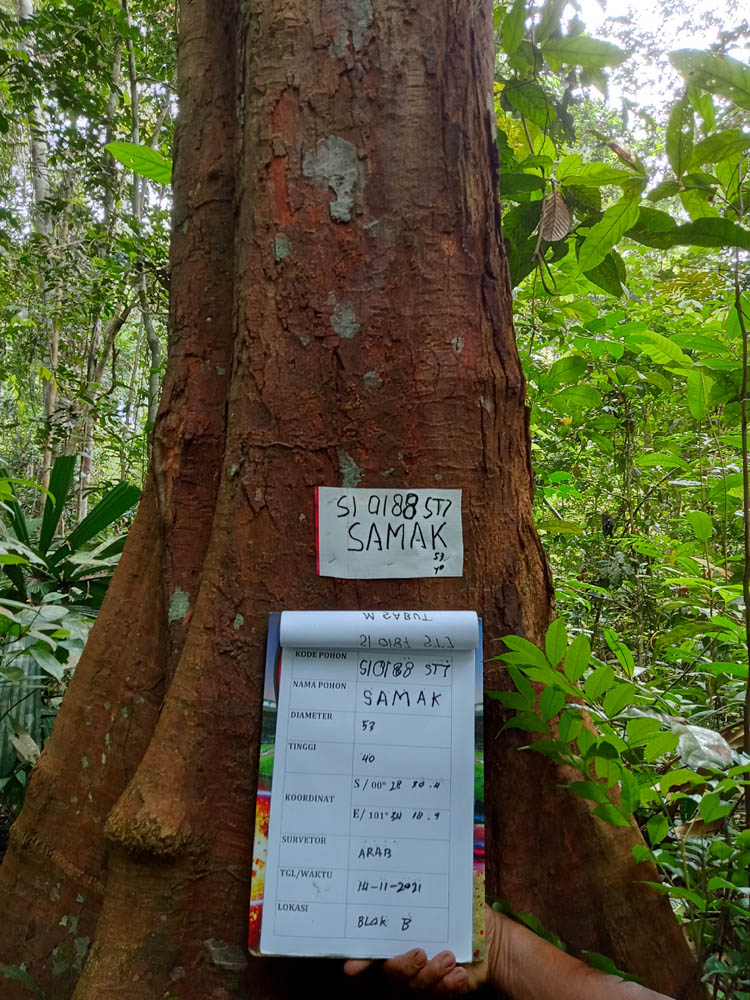 SI 0188 ST7
SAMAK
53
40
KODE POHON SI0188 ST7
NAMA POHON SAMAK
DIAMETER 53
TINGGI 40
KOORDINAT S / 00° 28 30.4
E / 101° 34 18.9
SURVETOR ARAB
TGL/WAKTU 14-11-2021
LOKASI BLOK B